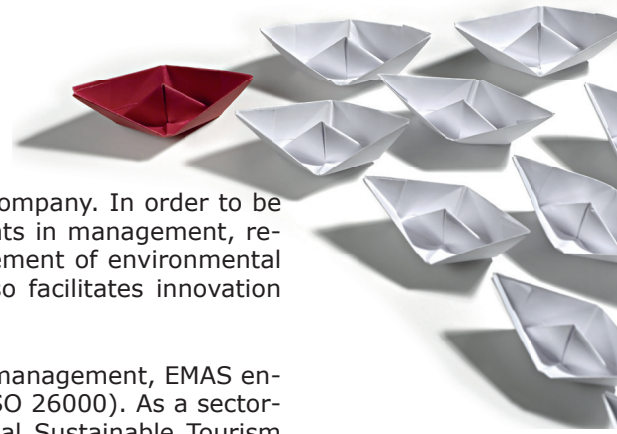 ompany. In order to be
ts in management, re-
ement of environmental
so facilitates innovation
management, EMAS en-
SO 26000). As a sector-
al Sustainable Tourism